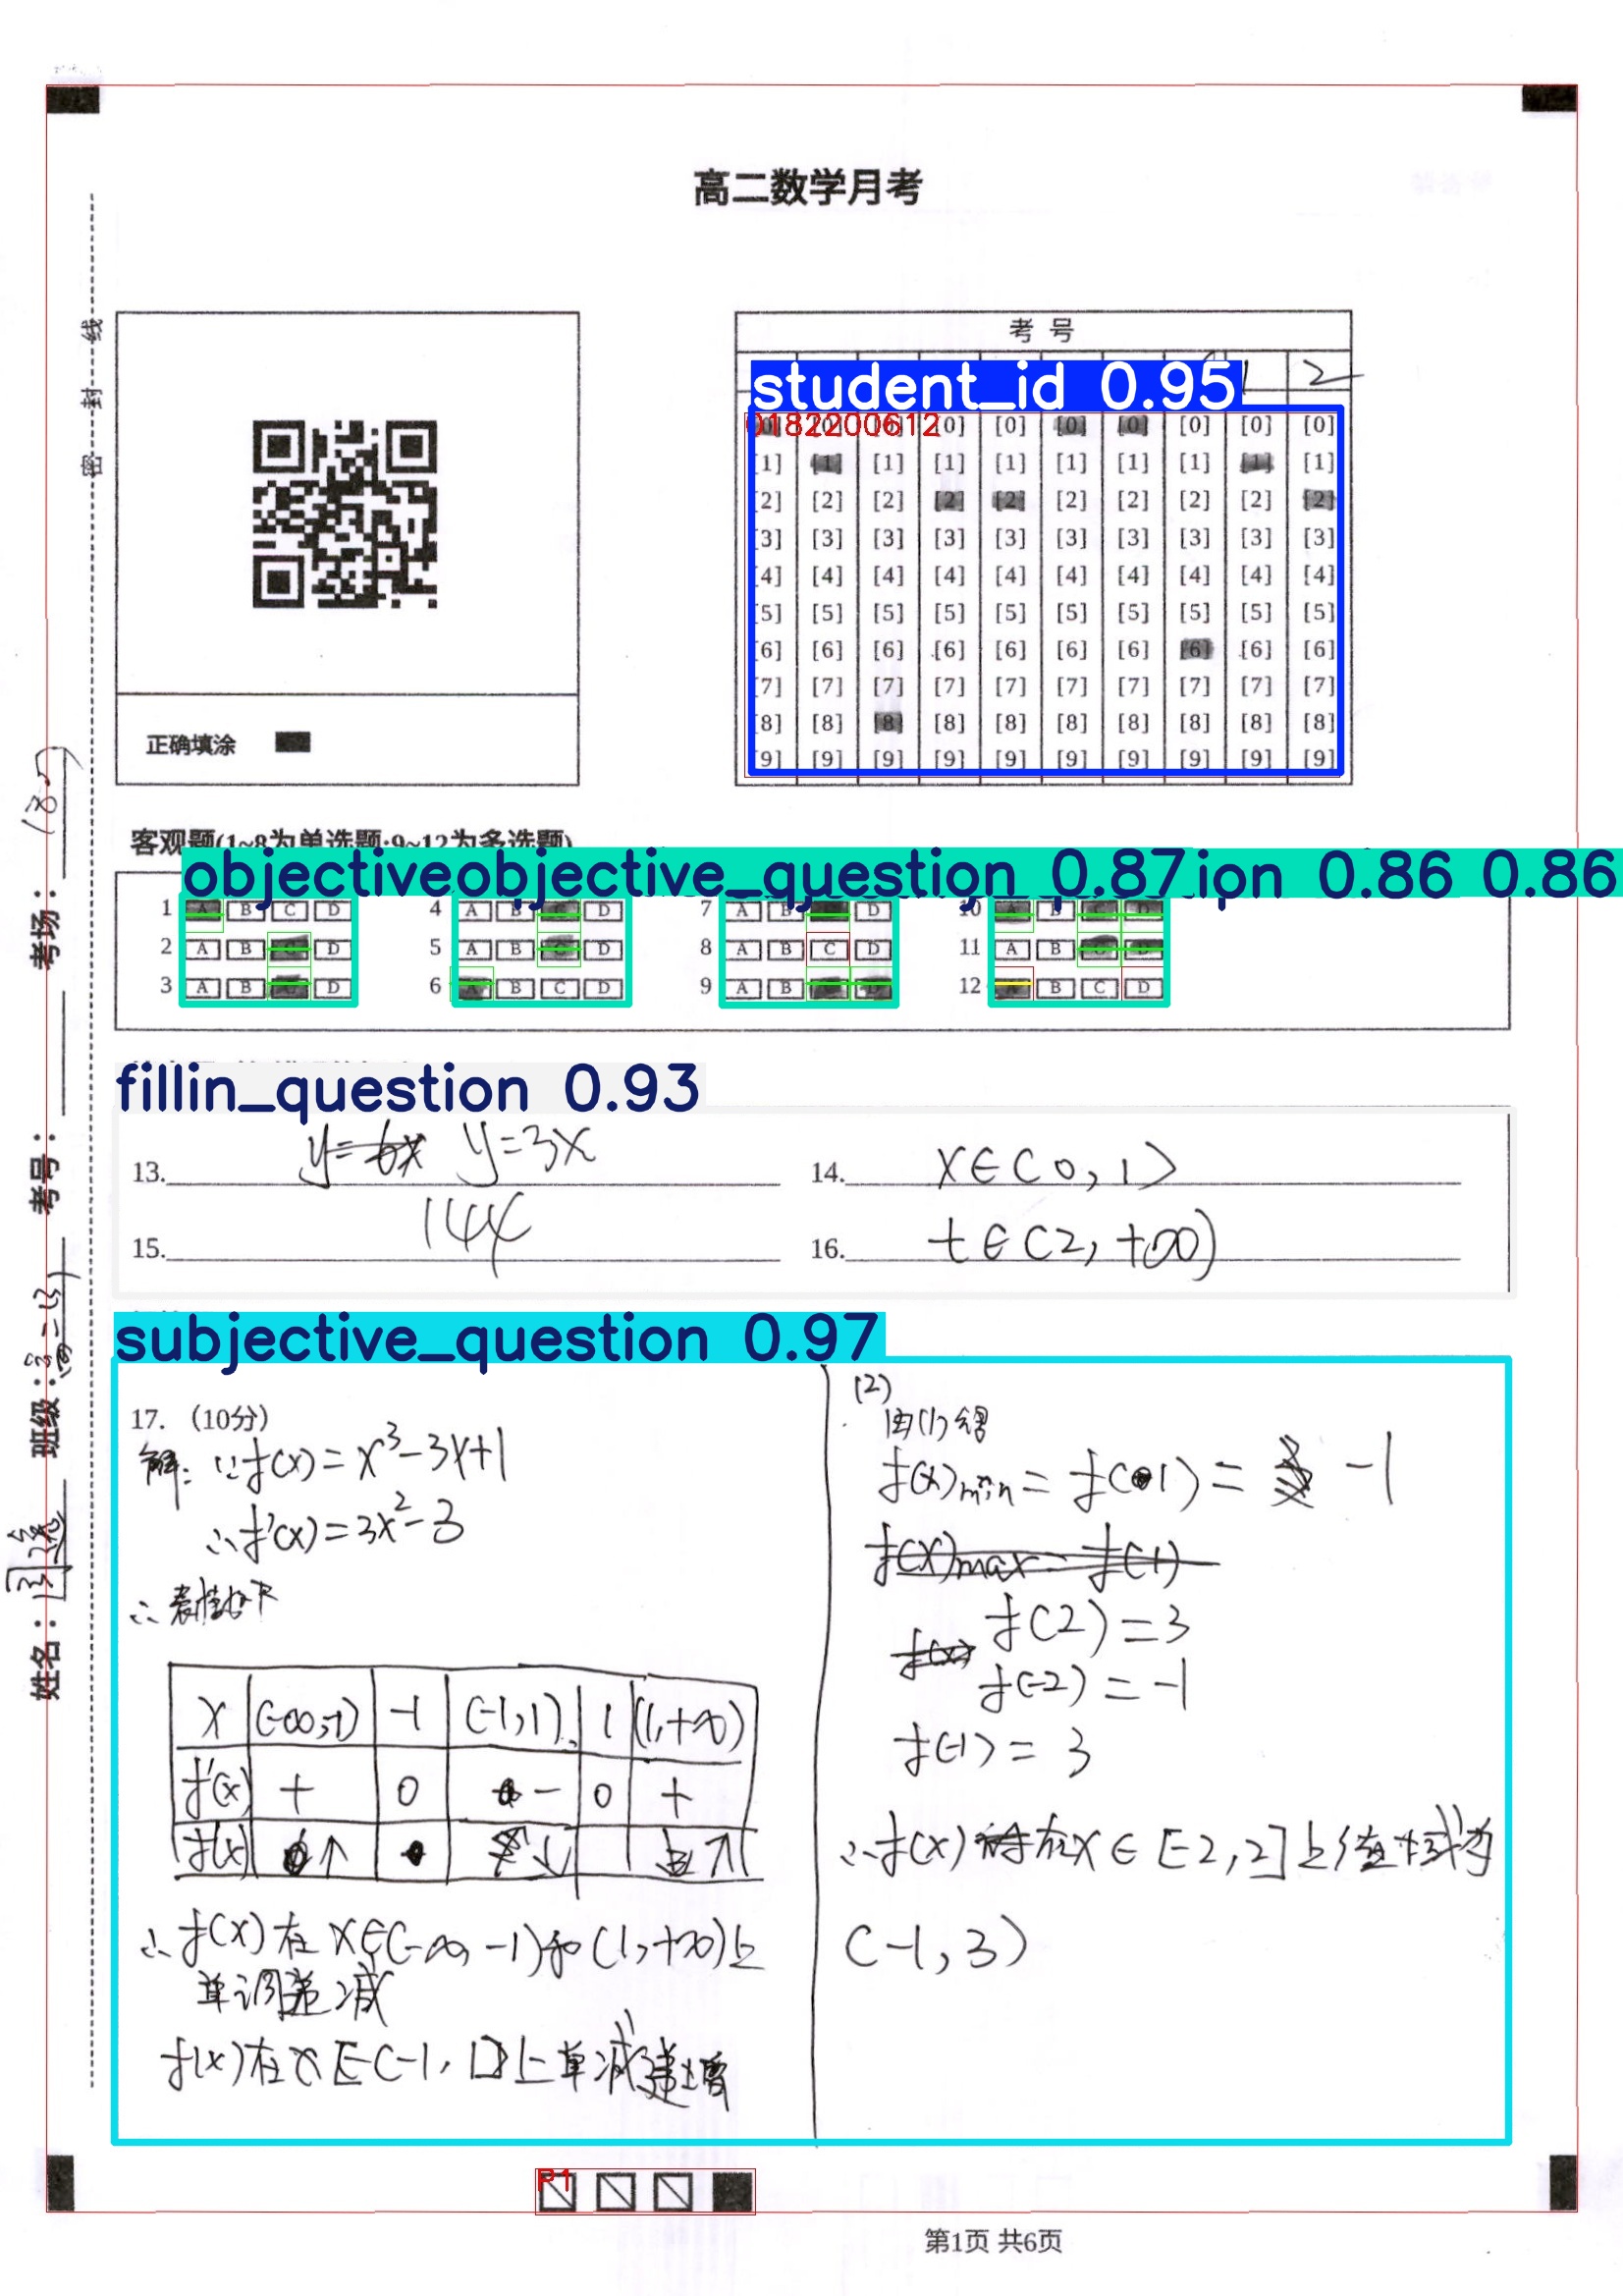 高二数学月考
考 号
1 2
student_id 0.95
0182200612
[0] [0] [0] [0] [0] [0] [0] [0] [0] [0]
[1] [1] [1] [1] [1] [1] [1] [1] [1] [1]
[2] [2] [2] [2] [2] [2] [2] [2] [2] [2]
[3] [3] [3] [3] [3] [3] [3] [3] [3] [3]
[4] [4] [4] [4] [4] [4] [4] [4] [4] [4]
[5] [5] [5] [5] [5] [5] [5] [5] [5] [5]
[6] [6] [6] [6] [6] [6] [6] [6] [6] [6]
[7] [7] [7] [7] [7] [7] [7] [7] [7] [7]
[8] [8] [8] [8] [8] [8] [8] [8] [8] [8]
[9] [9] [9] [9] [9] [9] [9] [9] [9] [9]
正确填涂
密 封 线
姓名: 班级: 考号: 考场:
客观题(1~8为单选题;9~12为多选题)
objectiveobjective_question 0.87 ion 0.86 0.86
1 A B C D 4 A B C D 7 A B C D 10 A B C D
2 A B C D 5 A B C D 8 A B C D 11 A B C D
3 A B C D 6 A B C D 9 A B C D 12 A B C D
fillin_question 0.93
13. y=6x y=3x 14. x∈(0,1)
15. 144 16. t∈(2,+∞)
subjective_question 0.97
17. (10分)
解: ∵f(x)=x³-3x+1
∴f'(x)=3x²-3
∴表格如下
x (-∞,-1) -1 (-1,1) 1 (1,+∞)
f'(x) + 0 - 0 +
f(x) ↑ ↓ ↑
∴f(x)在x∈(-∞,-1)和(1,+∞)上
单调递减
f(x)在x∈(-1,1)上单减递增
(2)
由(1)得
f(x)min=f(1)= -1
f(x)max=f(1)
f(2)=3
f(x) f(-2)=-1
f(-1)=3
∴f(x)在x∈[-2,2]上值域为
(-1,3)
P1
第1页 共6页